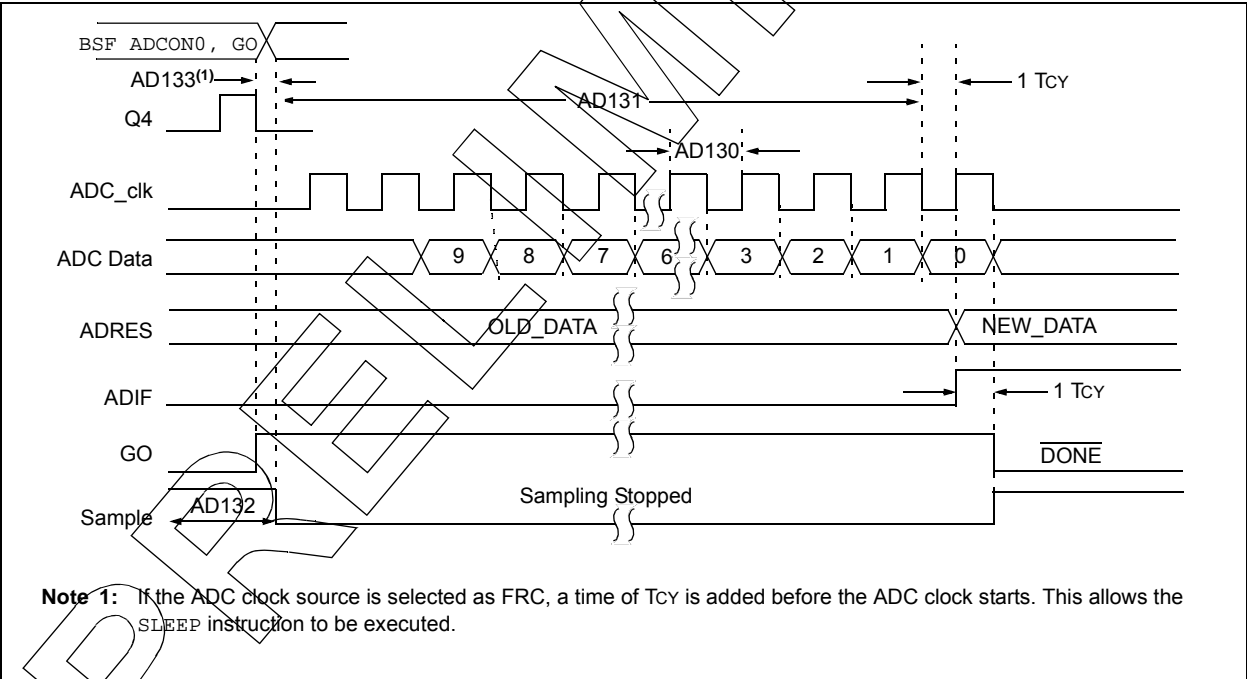 BSF ADCON0, GO
AD133(1)
1 TCY
AD131
Q4
AD130
ADC_clk
ADC Data 9 8 7 6 3 2 1 0
ADRES OLD_DATA NEW_DATA
ADIF 1 TCY
GO DONE
Sample AD132 Sampling Stopped
Note 1: If the ADC clock source is selected as FRC, a time of TCY is added before the ADC clock starts. This allows the
SLEEP instruction to be executed.
PRELIM